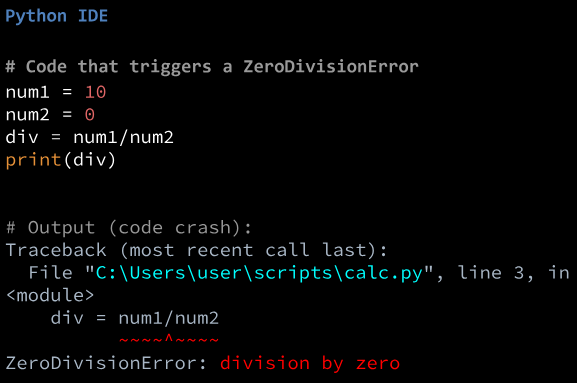 Python IDE
# Code that triggers a ZeroDivisionError
num1 = 10
num2 = 0
div = num1/num2
print(div)
# Output (code crash):
Traceback (most recent call last):
  File "C:\Users\user\scripts\calc.py", line 3, in
<module>
    div = num1/num2
          ~~~~^~~~~
ZeroDivisionError: division by zero